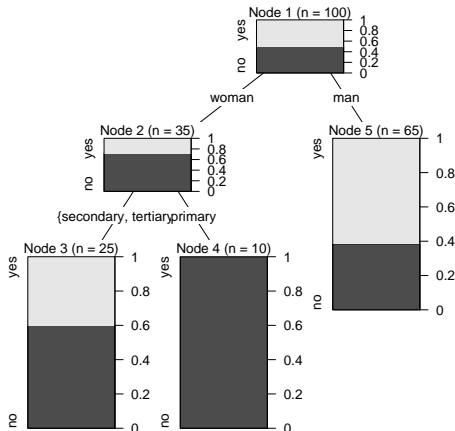 Node 1 (n = 100)
yes
no
1
0.8
0.6
0.4
0.2
0
woman
man
Node 2 (n = 35)
yes
no
1
0.8
0.6
0.4
0.2
0
Node 5 (n = 65)
yes
no
1
0.8
0.6
0.4
0.2
0
{secondary, tertiary
primary
Node 3 (n = 25)
yes
no
1
0.8
0.6
0.4
0.2
0
Node 4 (n = 10)
yes
no
1
0.8
0.6
0.4
0.2
0